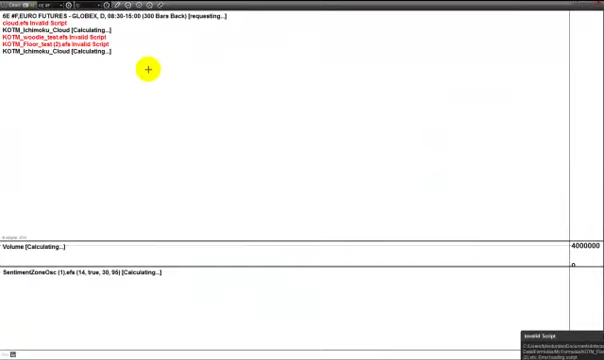 6E #F,EURO FUTURES - GLOBEX, D, 08:30-15:00 (300 Bars Back) [requesting...]
cloud.efs Invalid Script
KOTM_Ichimoku_Cloud [Calculating...]
KOTM_woodie_test.efs Invalid Script
KOTM_Floor_test (2).efs Invalid Script
KOTM_Ichimoku_Cloud [Calculating...]
Volume [Calculating...]
4000000
0
SentimentZoneOsc (1).efs (14, true, 30, 95) [Calculating...]
Invalid Script